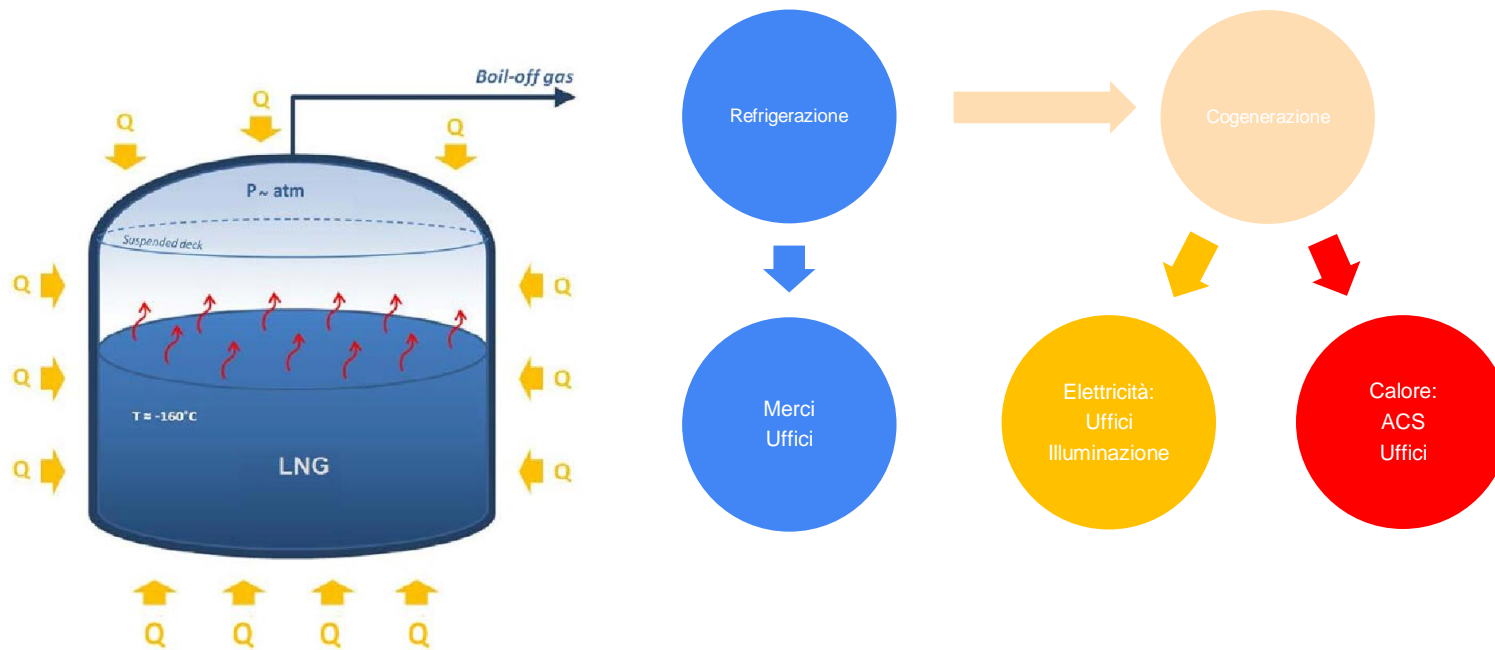 Boil-off gas
Q
Q
Q
P ~ atm
Suspended deck
Q
Q
Q
Q
T ≈ -160°C
LNG
Q
Q
Q
Q
Q
Q
Refrigerazione
Cogenerazione
Merci
Uffici
Elettricità:
Uffici
Illuminazione
Calore:
ACS
Uffici